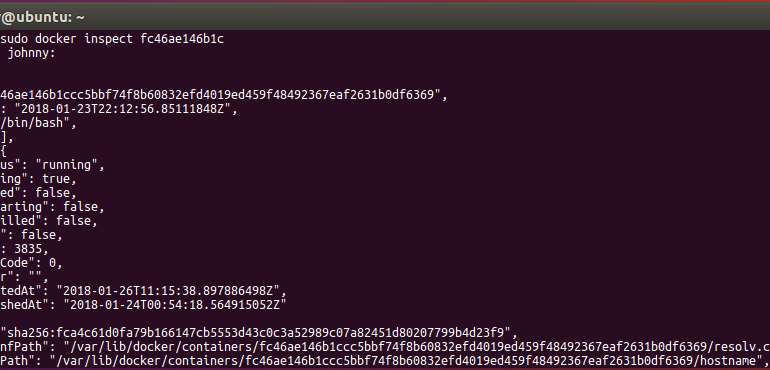 @ubuntu: ~
sudo docker inspect fc46ae146b1c
johnny:
46ae146b1ccc5bbf74f8b60832efd4019ed459f48492367eaf2631b0df6369",
: "2018-01-23T22:12:56.85111848Z",
/bin/bash",
],
{
us": "running",
ing": true,
ed": false,
arting": false,
illed": false,
": false,
: 3835,
Code": 0,
r": "",
tedAt": "2018-01-26T11:15:38.897886498Z",
shedAt": "2018-01-24T00:54:18.564915052Z"
"sha256:fca4c61d0fa79b166147cb5553d43c0c3a52989c07a82451d80207799b4d23f9",
nfPath": "/var/lib/docker/containers/fc46ae146b1ccc5bbf74f8b60832efd4019ed459f48492367eaf2631b0df6369/resolv.c
Path": "/var/lib/docker/containers/fc46ae146b1ccc5bbf74f8b60832efd4019ed459f48492367eaf2631b0df6369/hostname",